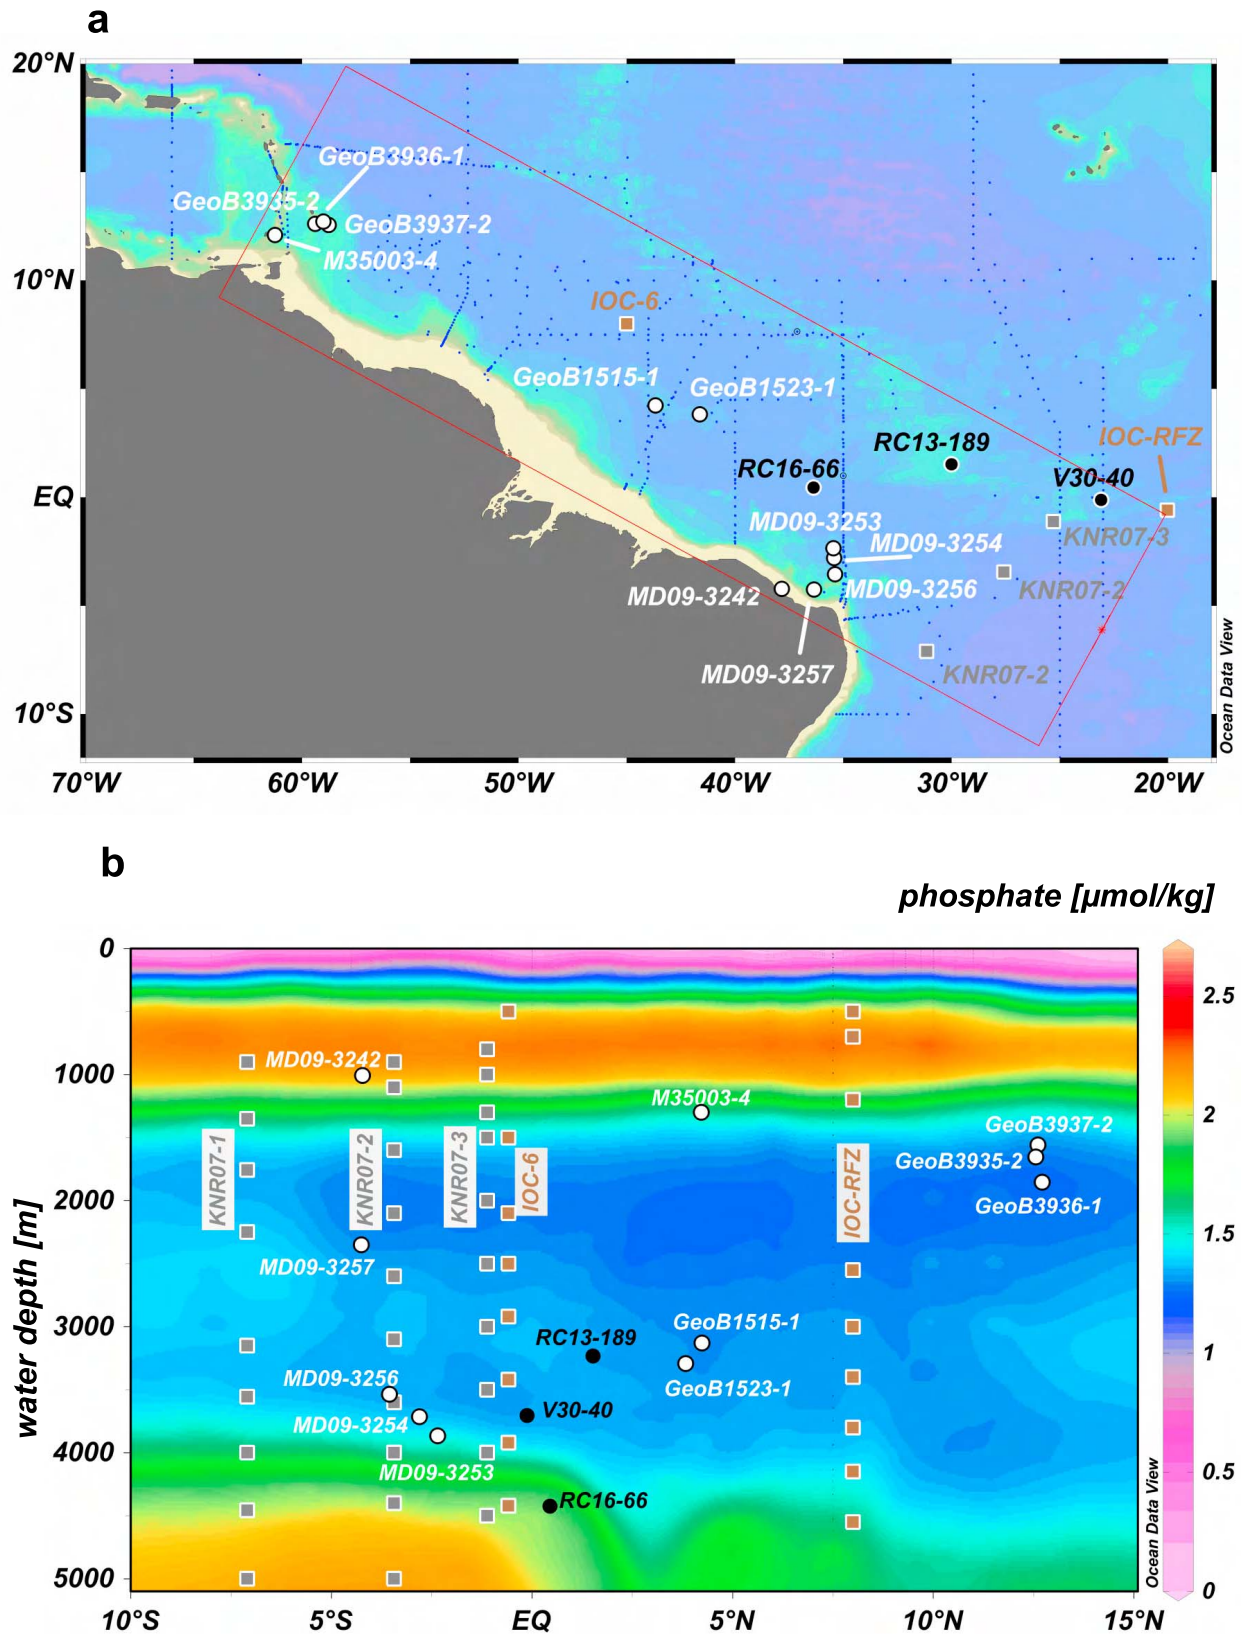 a
20°N
10°N
EQ
10°S
GeoB3936-1
GeoB3935-2
GeoB3937-2
M35003-4
IOC-6
GeoB1515-1
GeoB1523-1
RC13-189
IOC-RFZ
RC16-66
V30-40
MD09-3253
KNR07-3
MD09-3254
MD09-3242
MD09-3256
KNR07-2
MD09-3257
KNR07-2
Ocean Data View
70°W 60°W 50°W 40°W 30°W 20°W
b
phosphate [µmol/kg]
0
1000
2000
3000
4000
5000
water depth [m]
MD09-3242
M35003-4
GeoB3937-2
GeoB3935-2
GeoB3936-1
KNR07-1
KNR07-2
KNR07-3
IOC-6
IOC-RFZ
MD09-3257
GeoB1515-1
RC13-189
GeoB1523-1
MD09-3256
V30-40
MD09-3254
MD09-3253
RC16-66
Ocean Data View
2.5
2
1.5
1
0.5
0
10°S 5°S EQ 5°N 10°N 15°N